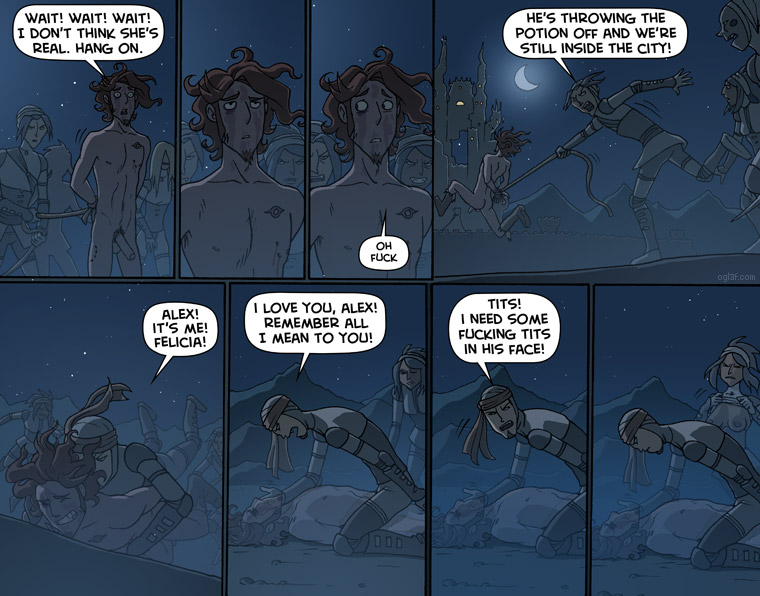 WAIT! WAIT! WAIT!
I DON'T THINK SHE'S
REAL. HANG ON.
OH
FUCK
HE'S THROWING THE
POTION OFF AND WE'RE
STILL INSIDE THE CITY!
oglaf.com
ALEX!
IT'S ME!
FELICIA!
I LOVE YOU, ALEX!
REMEMBER ALL
I MEAN TO YOU!
TITS!
I NEED SOME
FUCKING TITS
IN HIS FACE!